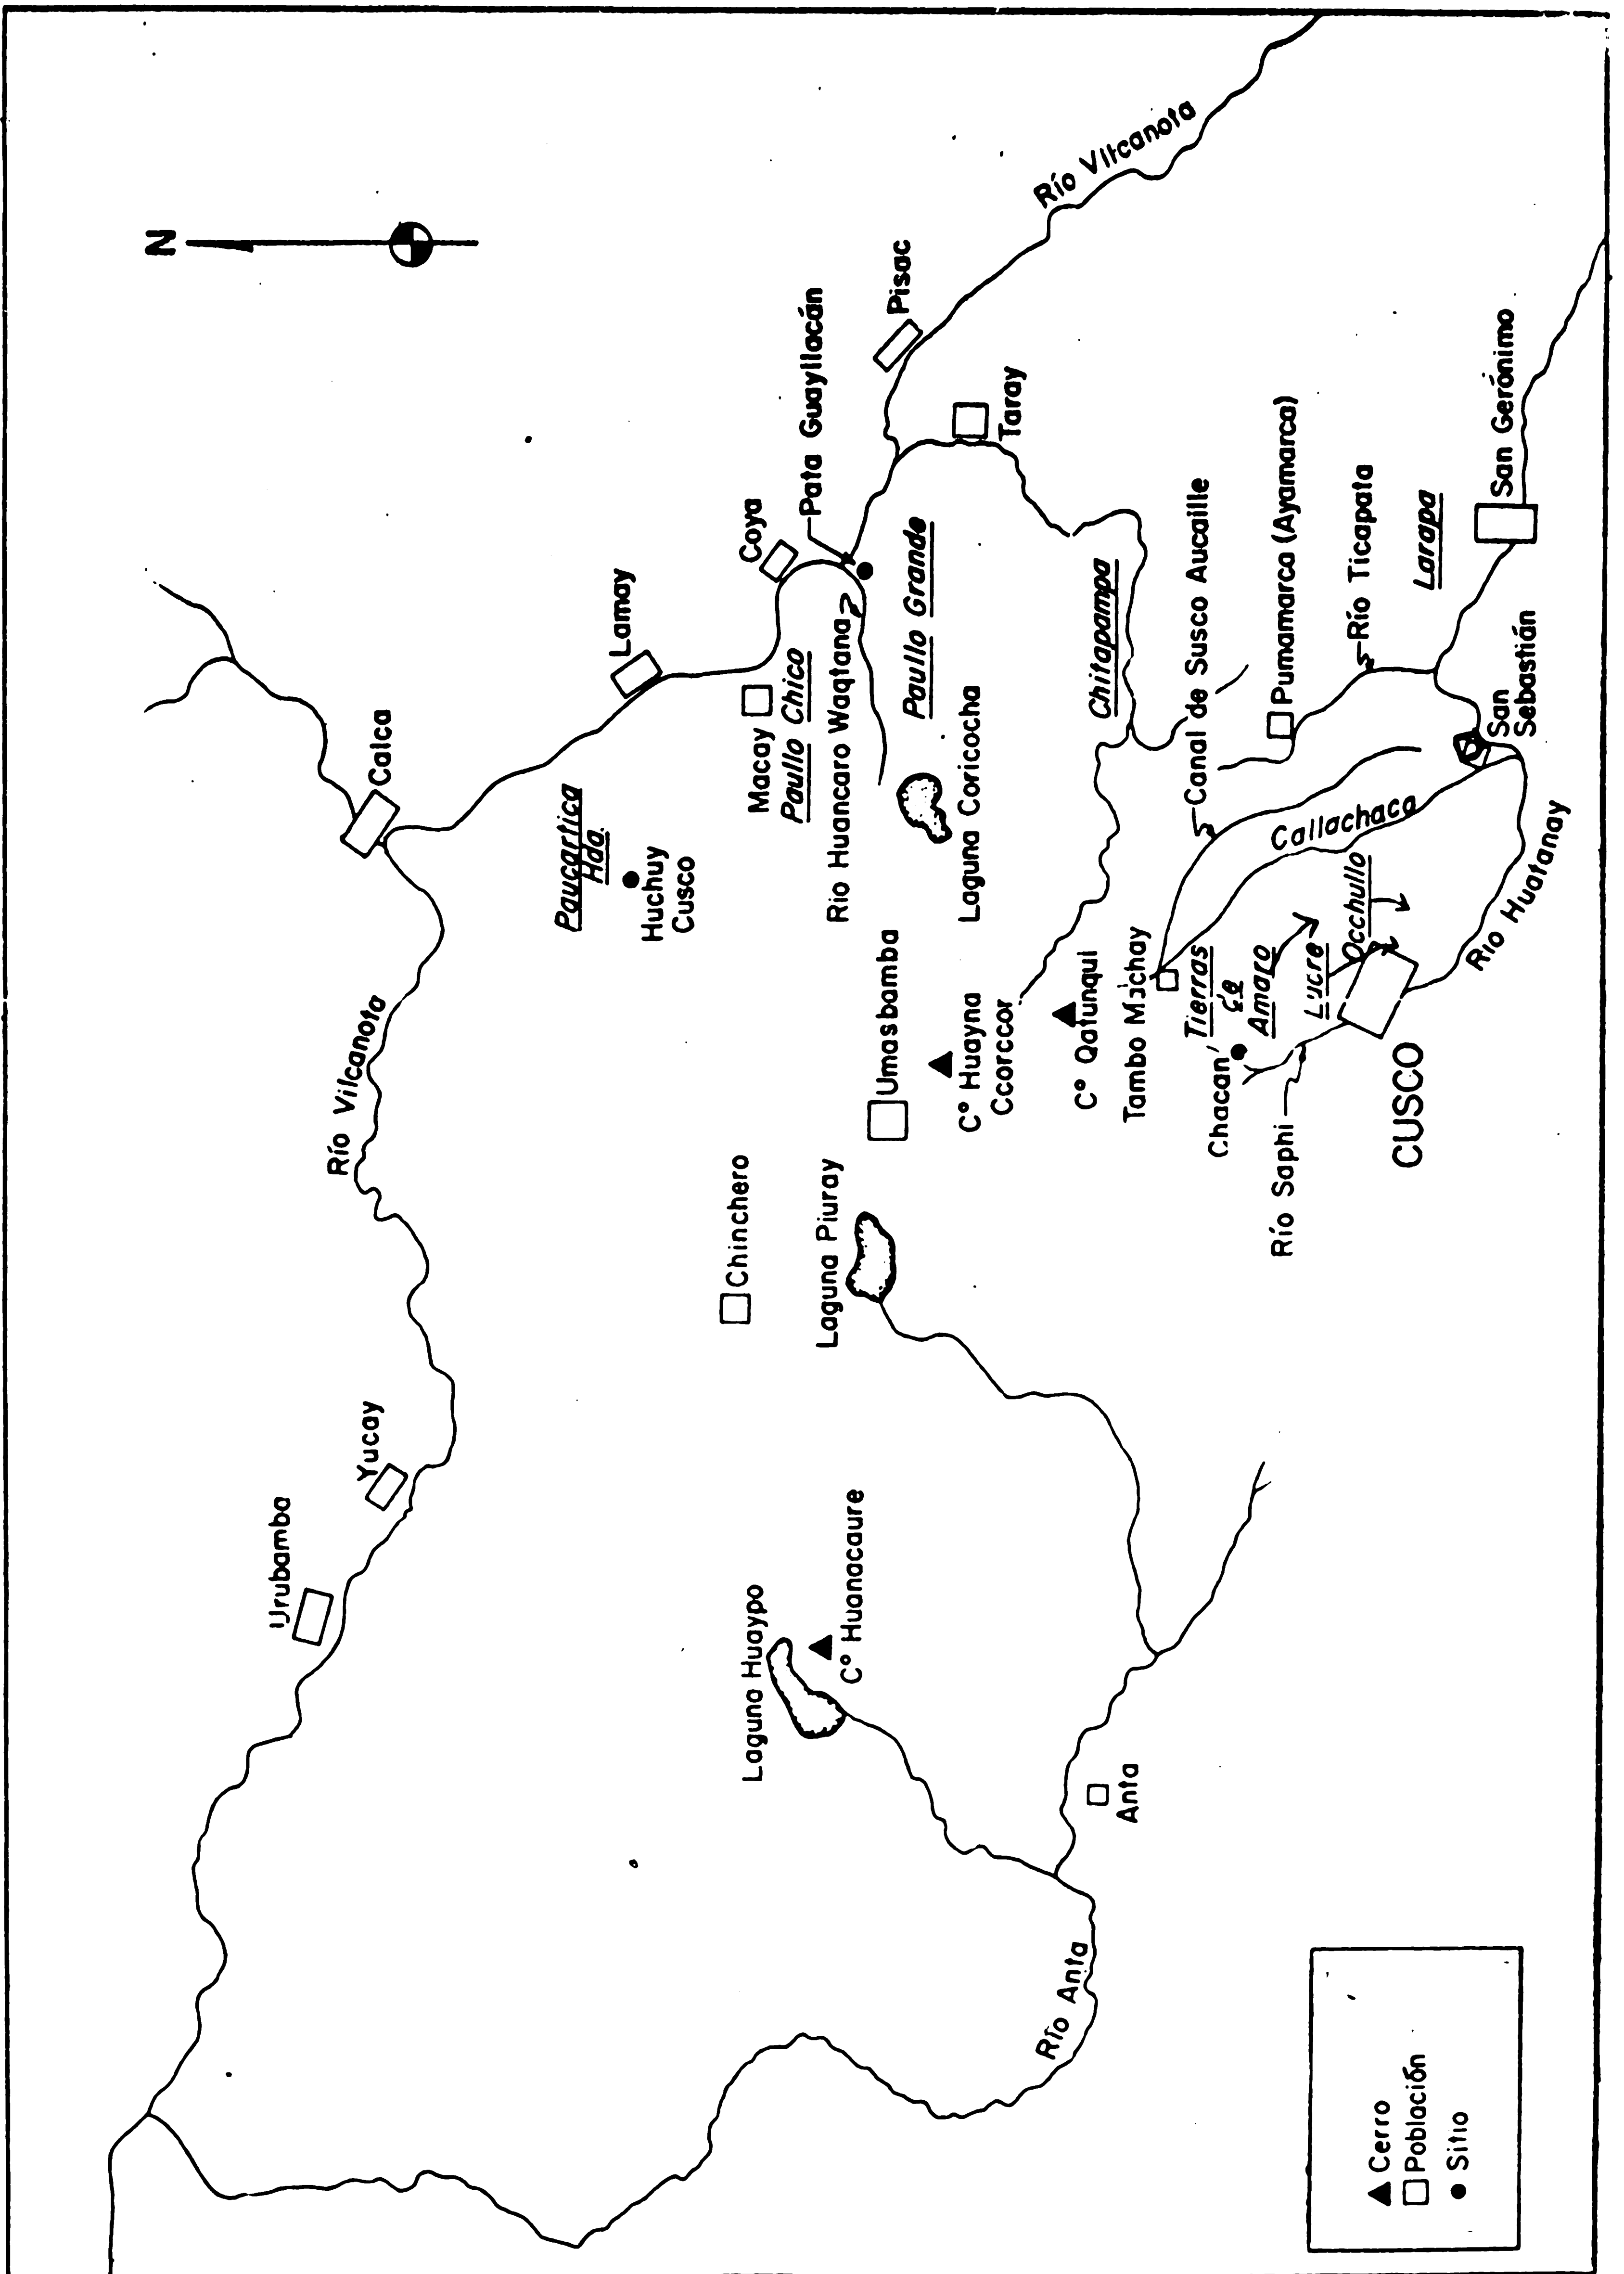 N
Urubamba
Yucay
Río Vilcanota
Calca
Lamay
Paucartica
Hda.
Huchuy
Cusco
Coya
Pata Guayllacán
Macay
Paullo Chico
Río Huancaro Waqtana
Pisac
Río Vilcanota
Taray
Paullo Grande
Laguna Coricocha
Chinchero
Laguna Piuray
Umasbamba
C° Huayna
Ccorccor
Laguna Huaypo
C° Huanacaure
Anta
Río Anta
C° Qatunqui
Tambo Machay
Chitapampa
Canal de Susco Aucaille
Pumamarca (Ayamarca)
Río Ticapata
Larapa
San Gerónimo
San
Sebastián
Callachaca
Tierras
de
Amaro
Lucre
Occhullo
Chacan
Río Saphi
CUSCO
Río Huatanay
Cerro
Población
Sitio